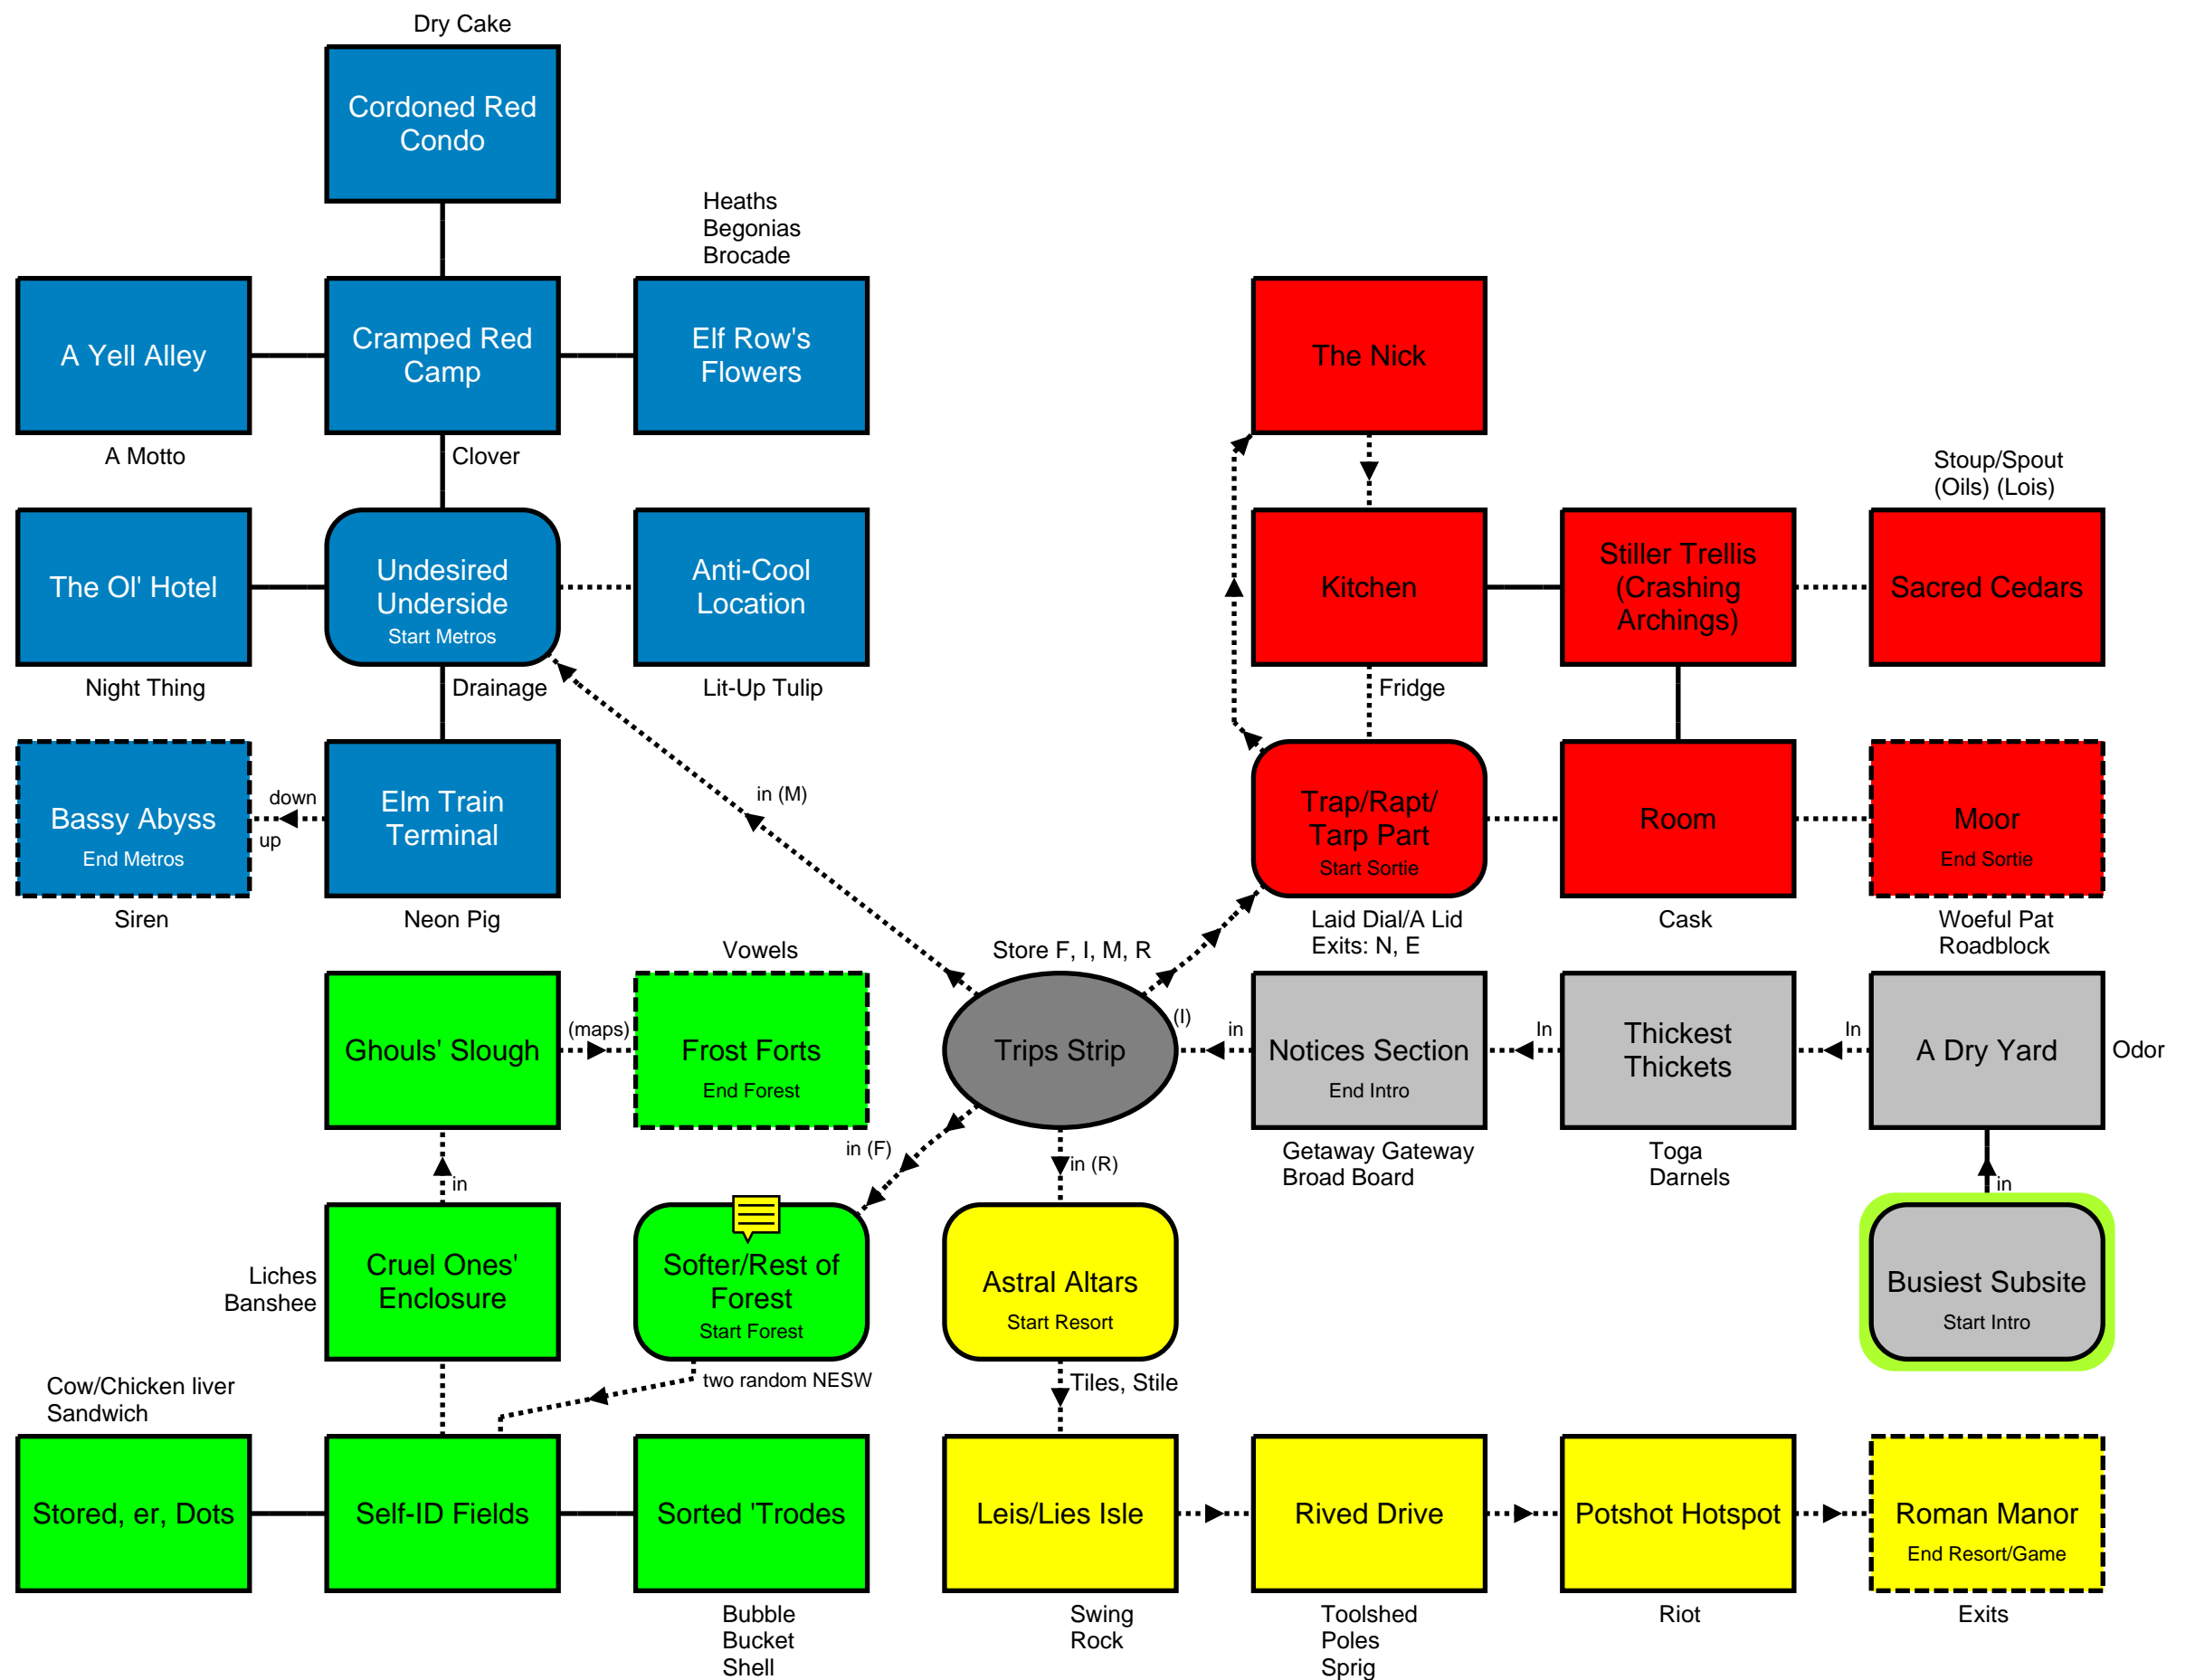 Dry Cake
Cordoned Red
Condo
Heaths
Begonias
Brocade
A Yell Alley
Cramped Red
Camp
Elf Row's
Flowers
The Nick
A Motto
Clover
Stoup/Spout
(Oils) (Lois)
The Ol' Hotel
Undesired
Underside
Start Metros
Anti-Cool
Location
Kitchen
Stiller Trellis
(Crashing
Archings)
Sacred Cedars
Night Thing
Drainage
Lit-Up Tulip
Fridge
Bassy Abyss
End Metros
down
up
Elm Train
Terminal
in (M)
Trap/Rapt/
Tarp Part
Start Sortie
Room
Moor
End Sortie
Siren
Neon Pig
Vowels
Store F, I, M, R
Laid Dial/A Lid
Exits: N, E
Cask
Woeful Pat
Roadblock
Ghouls' Slough
(maps)
Frost Forts
End Forest
Trips Strip
(I)
in
Notices Section
End Intro
In
Thickest
Thickets
In
A Dry Yard
Odor
in (F)
in (R)
Getaway Gateway
Broad Board
Toga
Darnels
in
in
Liches
Banshee
Cruel Ones'
Enclosure
Softer/Rest of
Forest
Start Forest
Astral Altars
Start Resort
Busiest Subsite
Start Intro
Cow/Chicken liver
Sandwich
two random NESW
Tiles, Stile
Stored, er, Dots
Self-ID Fields
Sorted 'Trodes
Leis/Lies Isle
Rived Drive
Potshot Hotspot
Roman Manor
End Resort/Game
Bubble
Bucket
Shell
Swing
Rock
Toolshed
Poles
Sprig
Riot
Exits